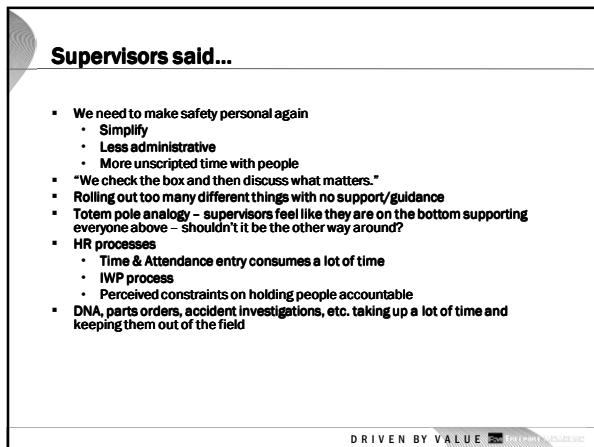 Supervisors said...
▪ We need to make safety personal again
• Simplify
• Less administrative
• More unscripted time with people
▪ “We check the box and then discuss what matters.”
▪ Rolling out too many different things with no support/guidance
▪ Totem pole analogy – supervisors feel like they are on the bottom supporting
everyone above – shouldn’t it be the other way around?
▪ HR processes
• Time & Attendance entry consumes a lot of time
• IWP process
• Perceived constraints on holding people accountable
▪ DNA, parts orders, accident investigations, etc. taking up a lot of time and
keeping them out of the field
DRIVEN BY VALUE